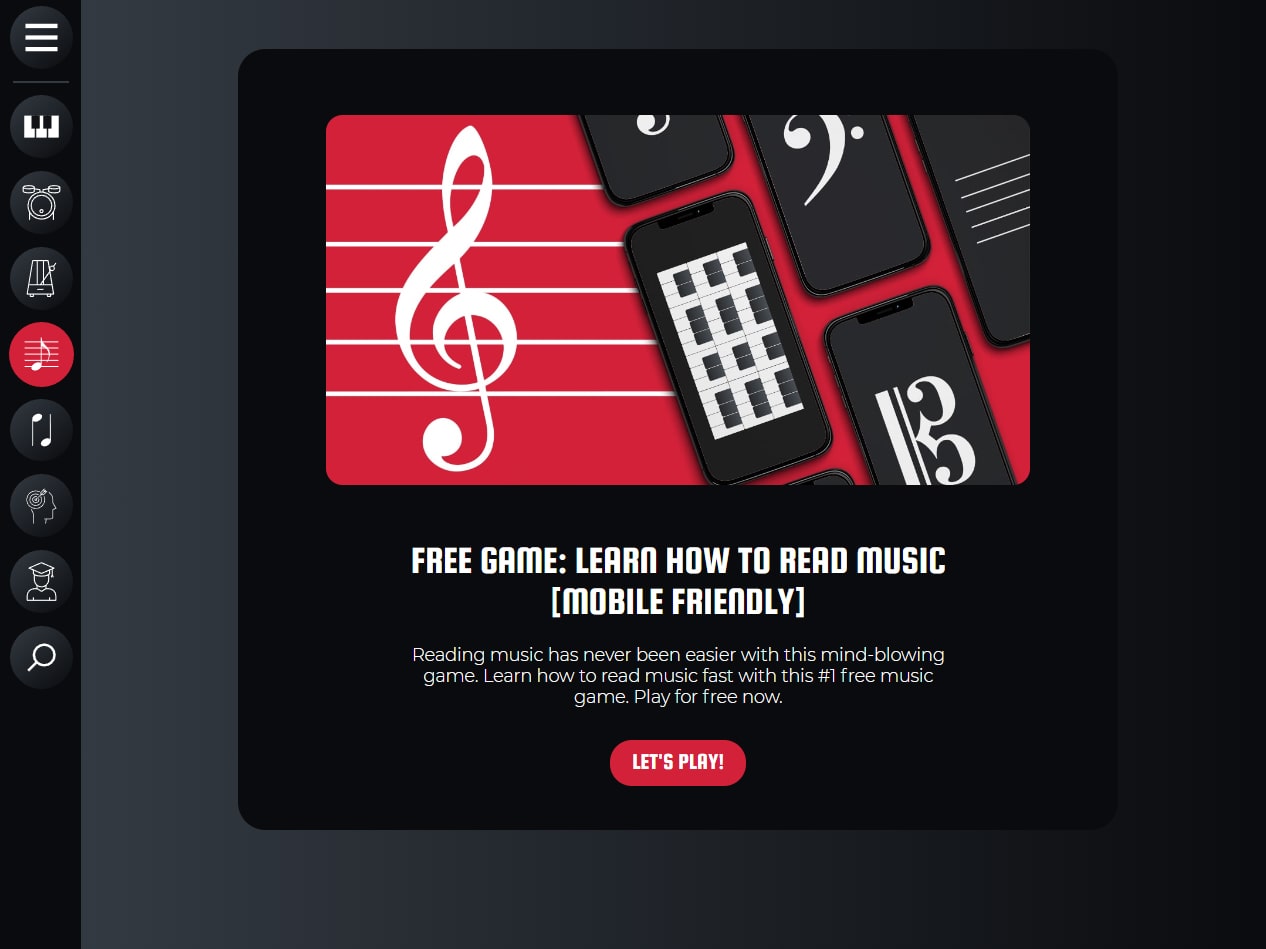 FREE GAME: LEARN HOW TO READ MUSIC
[MOBILE FRIENDLY]
Reading music has never been easier with this mind-blowing
game. Learn how to read music fast with this #1 free music
game. Play for free now.
LET'S PLAY!